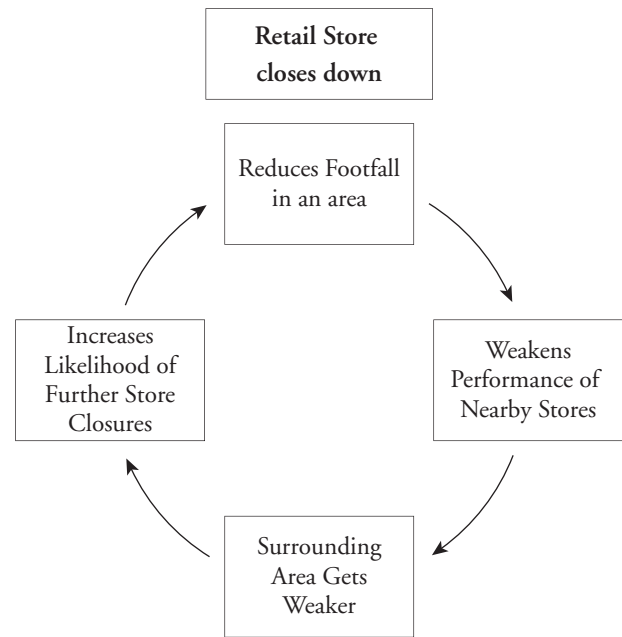 Retail Store
closes down
Reduces Footfall
in an area
Weakens
Performance of
Nearby Stores
Surrounding
Area Gets
Weaker
Increases
Likelihood of
Further Store
Closures